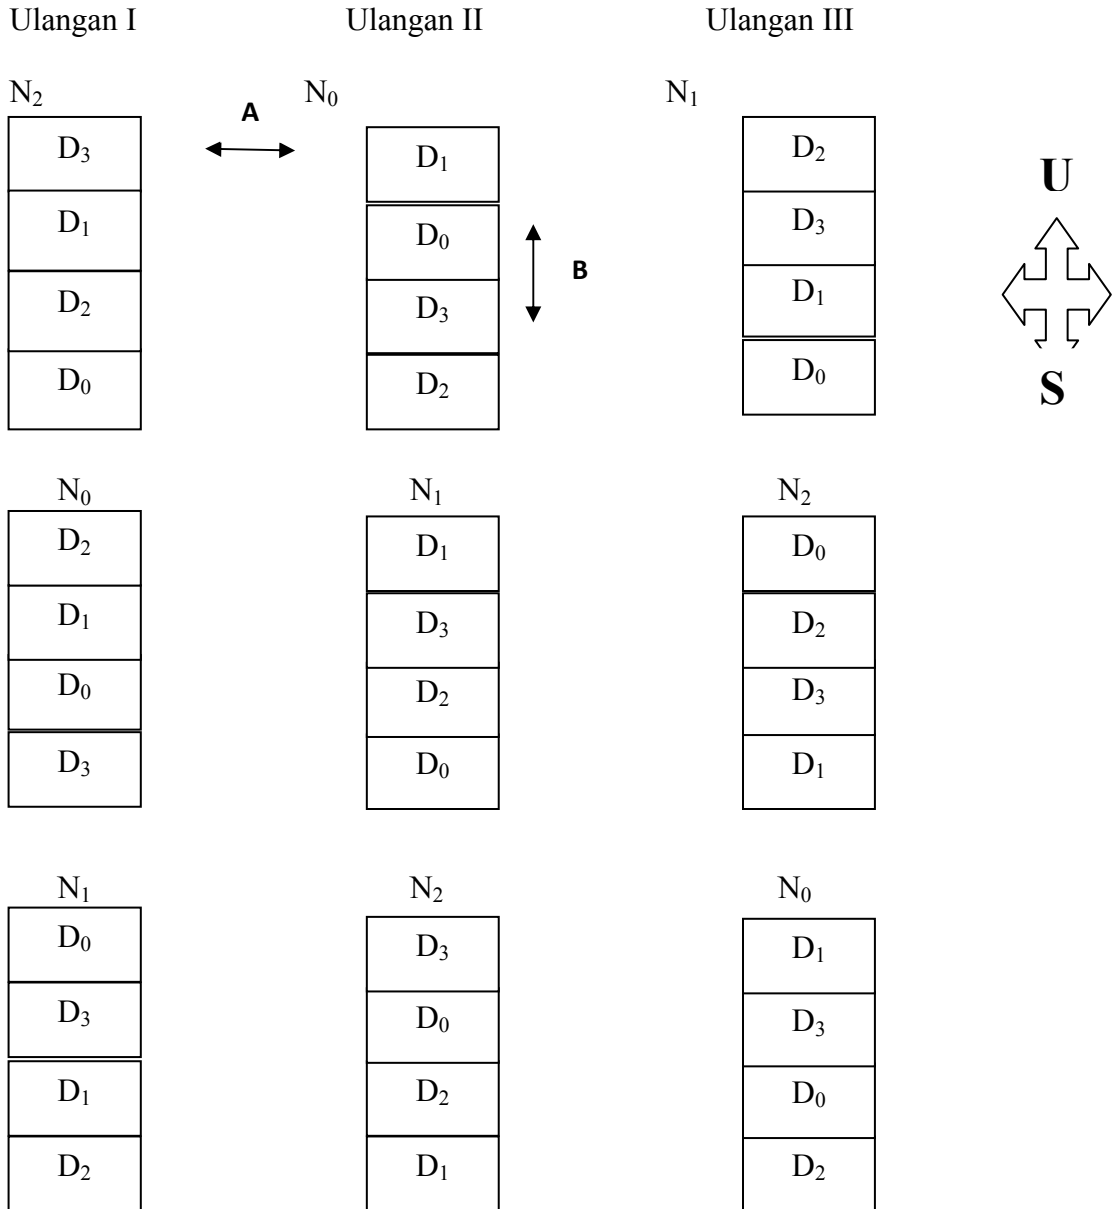 Ulangan I Ulangan II Ulangan III
N₂ N₀ N₁
A
D₃ D₁ D₂
U
D₁ D₀ D₃
B
D₂ D₃ D₁
D₀ D₂ D₀
S
N₀ N₁ N₂
D₂ D₁ D₀
D₁ D₃ D₂
D₀ D₂ D₃
D₃ D₀ D₁
N₁ N₂ N₀
D₀ D₃ D₁
D₃ D₀ D₃
D₁ D₂ D₀
D₂ D₁ D₂